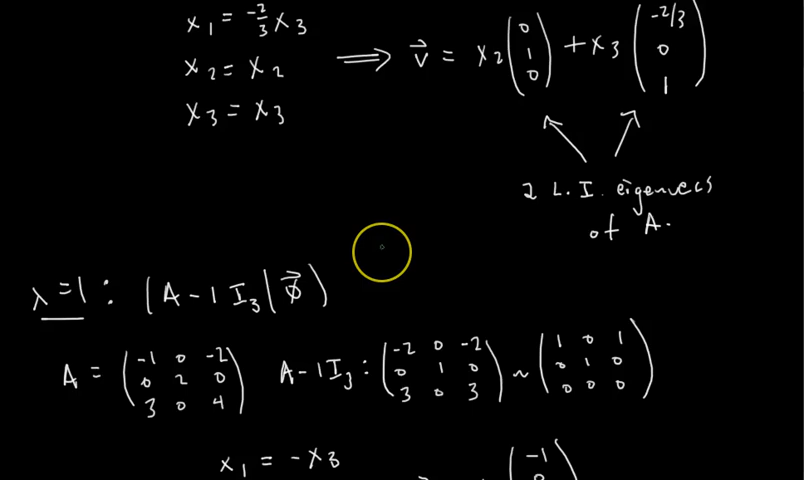 x₁ = -2/3 x₃
x₂ = x₂ ⟹ v⃗ = x₂ (0 1 0) + x₃ (-2/3 0 1)
x₃ = x₃
2 L.I. eigenvecs
of A.
λ=1 : (A - 1 I₃ | 0⃗)
A = (-1 0 -2; 0 2 0; 3 0 4) A - 1I₃ : (-2 0 -2; 0 1 0; 3 0 3) ~ (1 0 1; 0 1 0; 0 0 0)
x₁ = -x₃ (-1 0